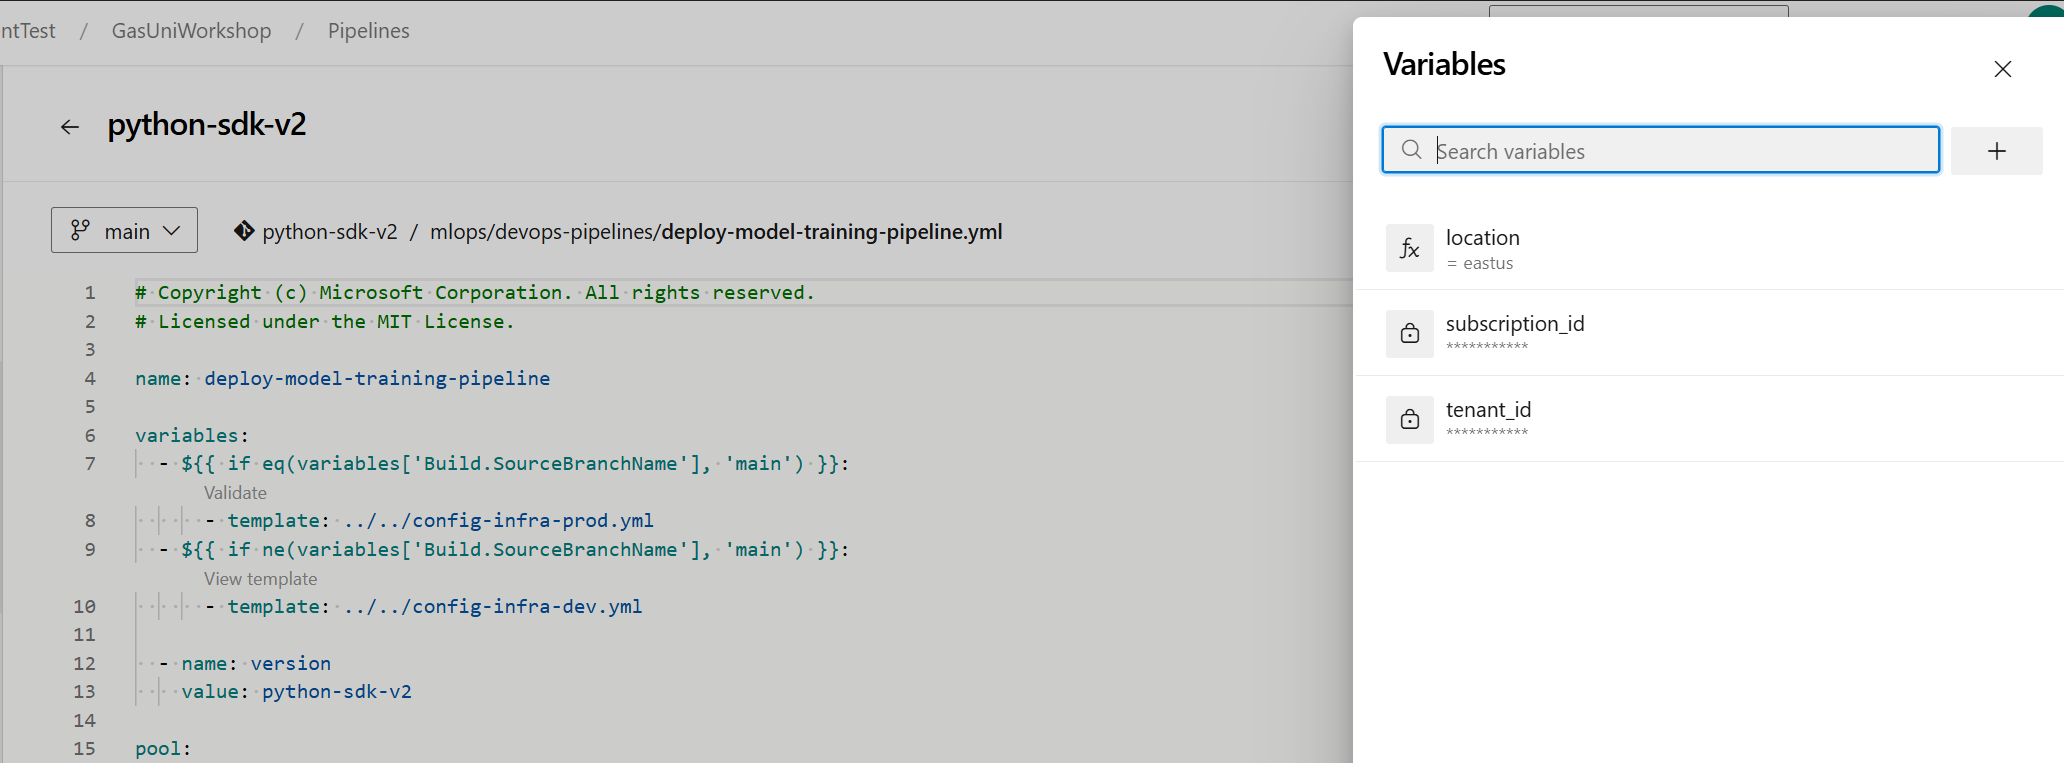 ntTest / GasUniWorkshop / Pipelines
python-sdk-v2
main
python-sdk-v2 / mlops/devops-pipelines/deploy-model-training-pipeline.yml
1 # Copyright (c) Microsoft Corporation. All rights reserved.
2 # Licensed under the MIT License.
3
4 name: deploy-model-training-pipeline
5
6 variables:
7 - ${{ if eq(variables['Build.SourceBranchName'], 'main') }}:
Validate
8 - template: ../../config-infra-prod.yml
9 - ${{ if ne(variables['Build.SourceBranchName'], 'main') }}:
View template
10 - template: ../../config-infra-dev.yml
11
12 - name: version
13 value: python-sdk-v2
14
15 pool:
Variables
Search variables
+
fx
location
= eastus
subscription_id
***********
tenant_id
***********